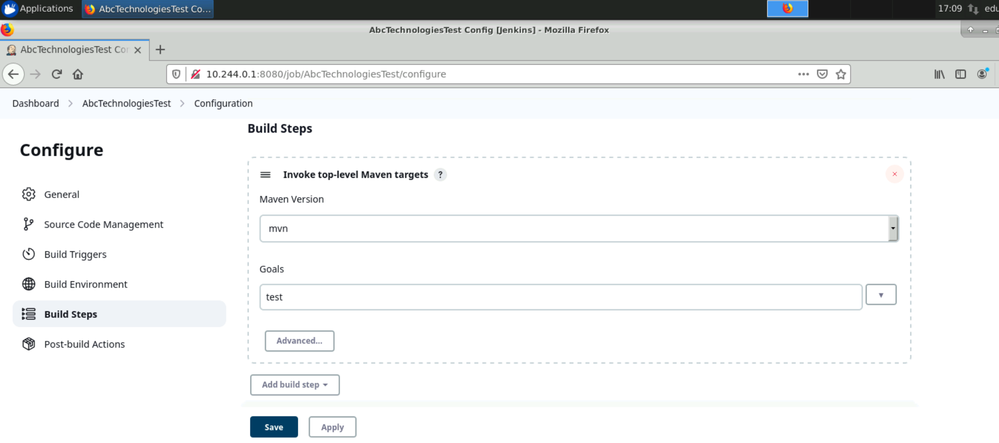 Applications
AbcTechnologiesTest Co...
17:09
edu
AbcTechnologiesTest Config [Jenkins] - Mozilla Firefox
AbcTechnologiesTest Con
10.244.0.1:8080/job/AbcTechnologiesTest/configure
Dashboard > AbcTechnologiesTest > Configuration
Build Steps
Configure
General
Source Code Management
Build Triggers
Build Environment
Build Steps
Post-build Actions
Invoke top-level Maven targets ?
Maven Version
mvn
Goals
test
Advanced...
Add build step
Save
Apply